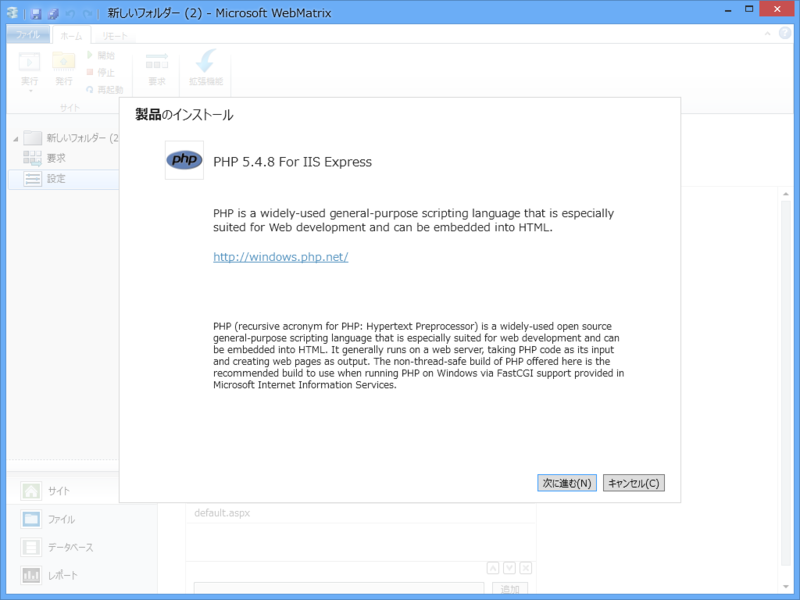 新しいフォルダー (2) - Microsoft WebMatrix
ファイル
ホーム
リモート
実行
発行
開始
停止
再起動
要求
拡張機能
サイト
新しいフォルダー (2
要求
設定
製品のインストール
php
PHP 5.4.8 For IIS Express
PHP is a widely-used general-purpose scripting language that is especially
suited for Web development and can be embedded into HTML.
http://windows.php.net/
PHP (recursive acronym for PHP: Hypertext Preprocessor) is a widely-used open source
general-purpose scripting language that is especially suited for web development and can
be embedded into HTML. It generally runs on a web server, taking PHP code as its input
and creating web pages as output. The non-thread-safe build of PHP offered here is the
recommended build to use when running PHP on Windows via FastCGI support provided in
Microsoft Internet Information Services.
次に進む(N)
キャンセル(C)
サイト
ファイル
データベース
レポート
default.aspx
追加